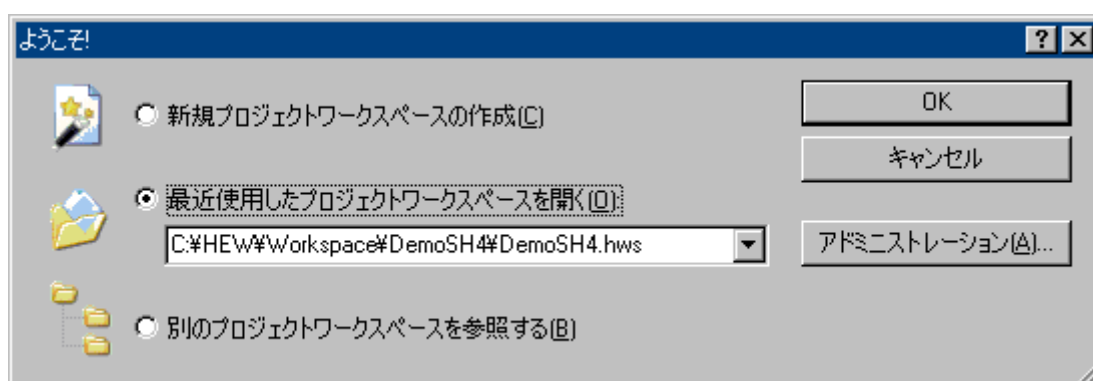 ようこそ!
新規プロジェクトワークスペースの作成(C)
OK
キャンセル
最近使用したプロジェクトワークスペースを開く(O):
C:¥HEW¥Workspace¥DemoSH4¥DemoSH4.hws
アドミニストレーション(A)...
別のプロジェクトワークスペースを参照する(B)